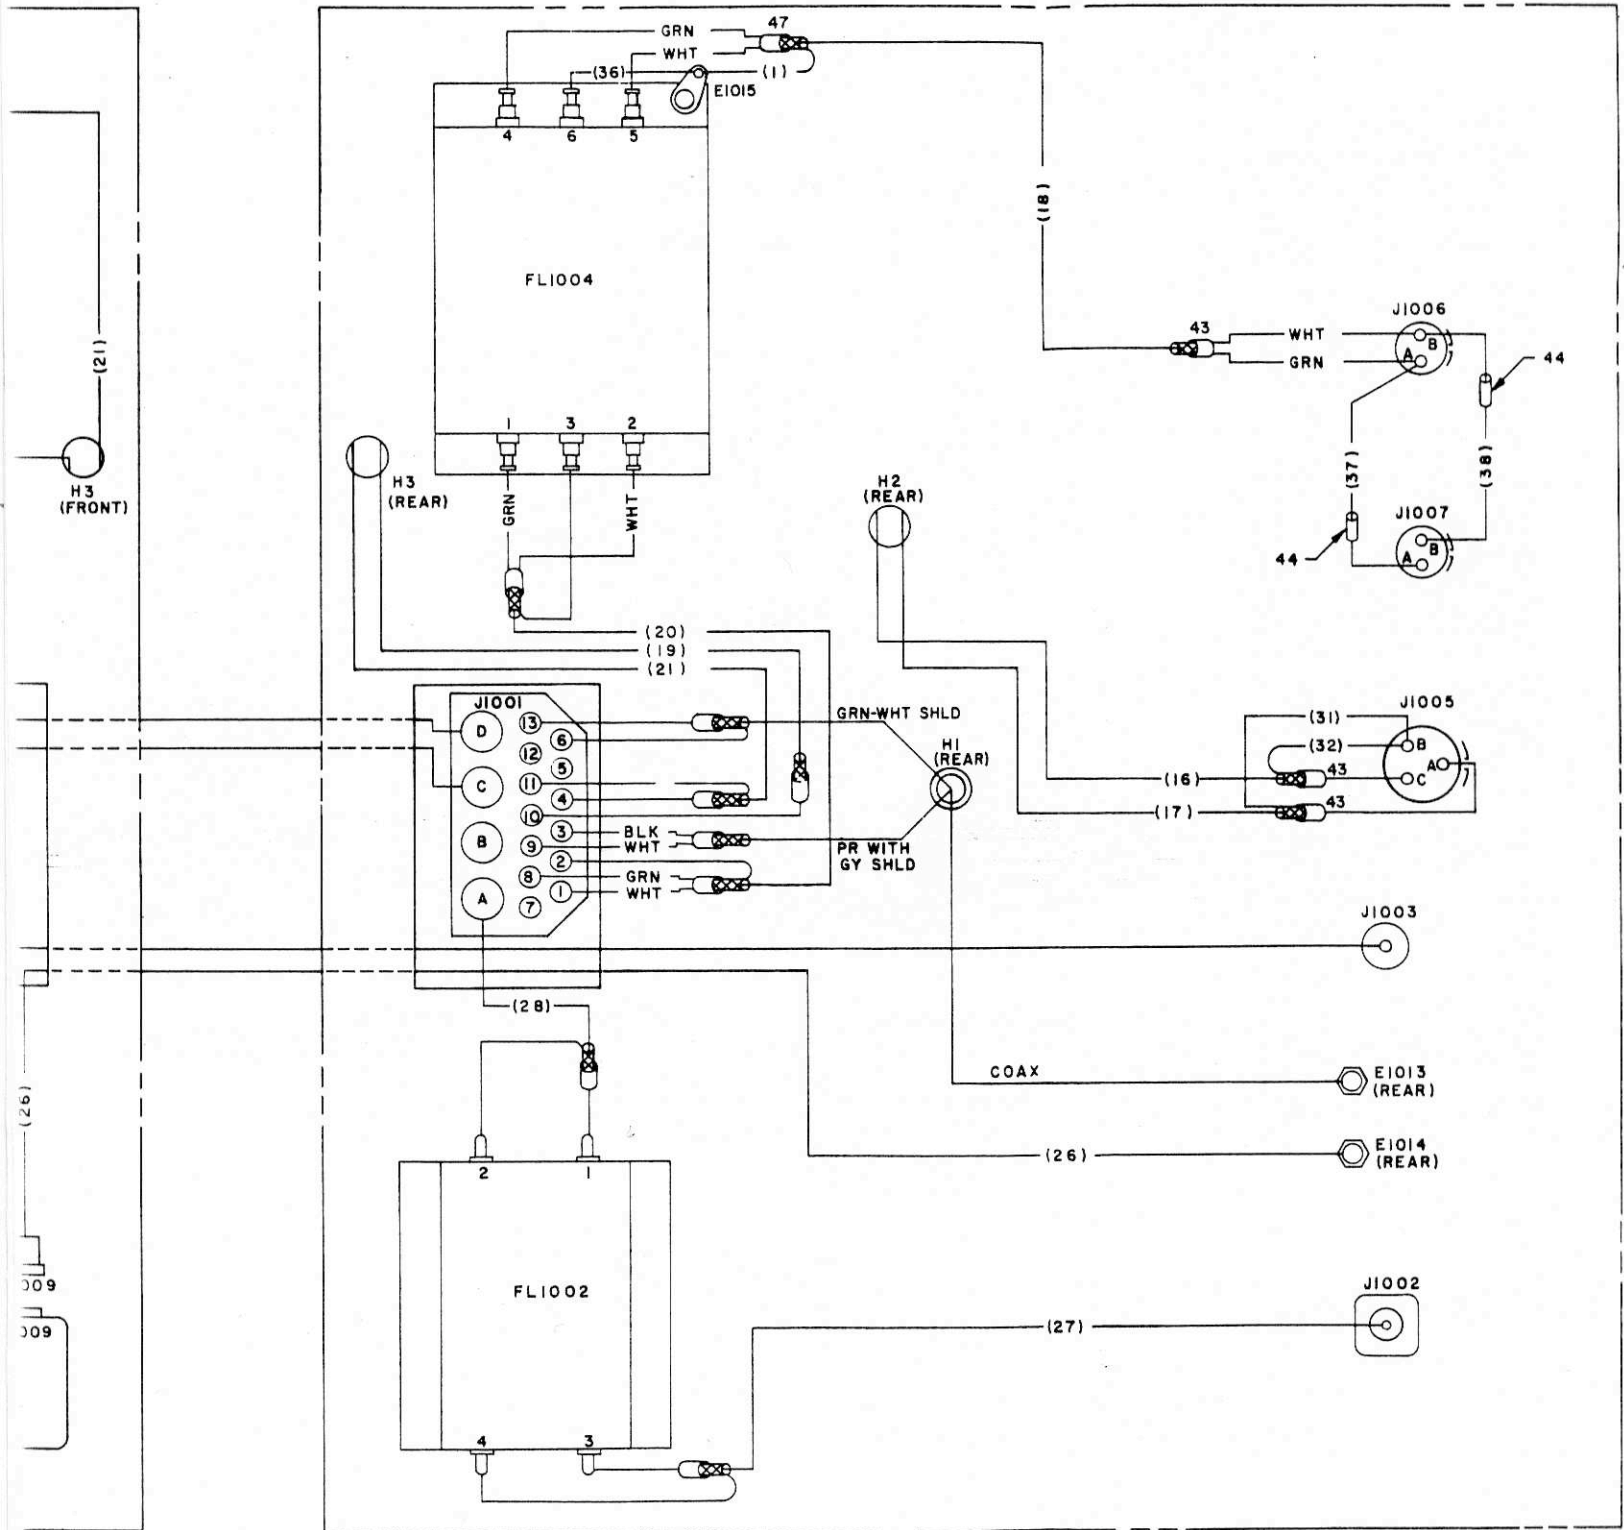 47
GRN
WHT
(36)
(1)
E1015
4
6
5
(18)
FL1004
J1006
43
WHT
GRN
B
A
44
(21)
1
3
2
H3
(FRONT)
H3
(REAR)
GRN
WHT
H2
(REAR)
(37)
(38)
J1007
B
A
44
(20)
(19)
(21)
J1001
D
C
B
A
13
6
12
5
11
4
10
3
9
2
8
1
7
BLK
WHT
GRN
WHT
GRN-WHT SHLD
H1
(REAR)
PR WITH
GY SHLD
J1005
(31)
(32)
B
A
C
(16)
43
(17)
43
J1003
(28)
COAX
E1013
(REAR)
(26)
E1014
(REAR)
(26)
2
1
FL1002
009
009
J1002
(27)
4
3